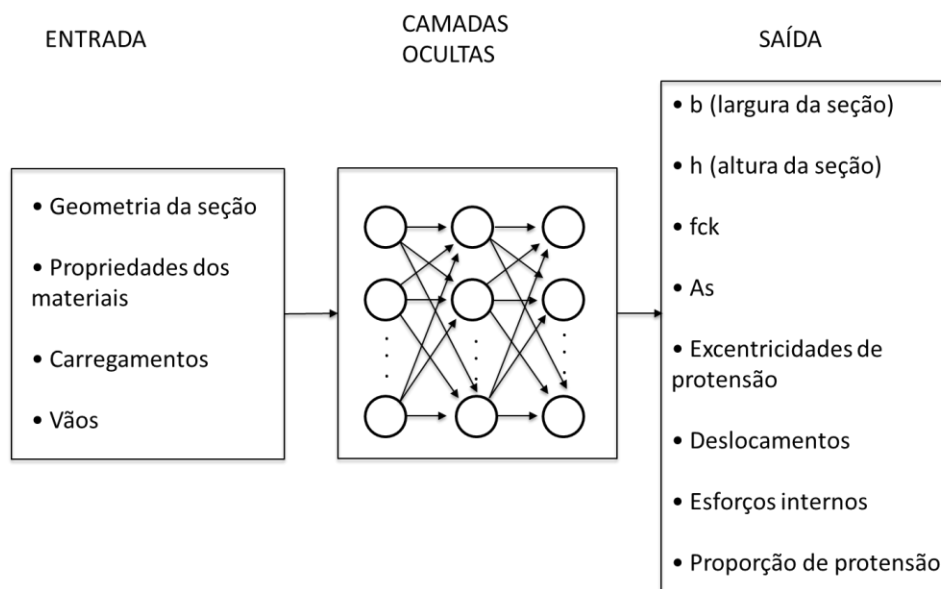 ENTRADA
• Geometria da seção
• Propriedades dos
materiais
• Carregamentos
• Vãos
CAMADAS
OCULTAS
SAÍDA
• b (largura da seção)
• h (altura da seção)
• fck
• As
• Excentricidades de
protensão
• Deslocamentos
• Esforços internos
• Proporção de protensão